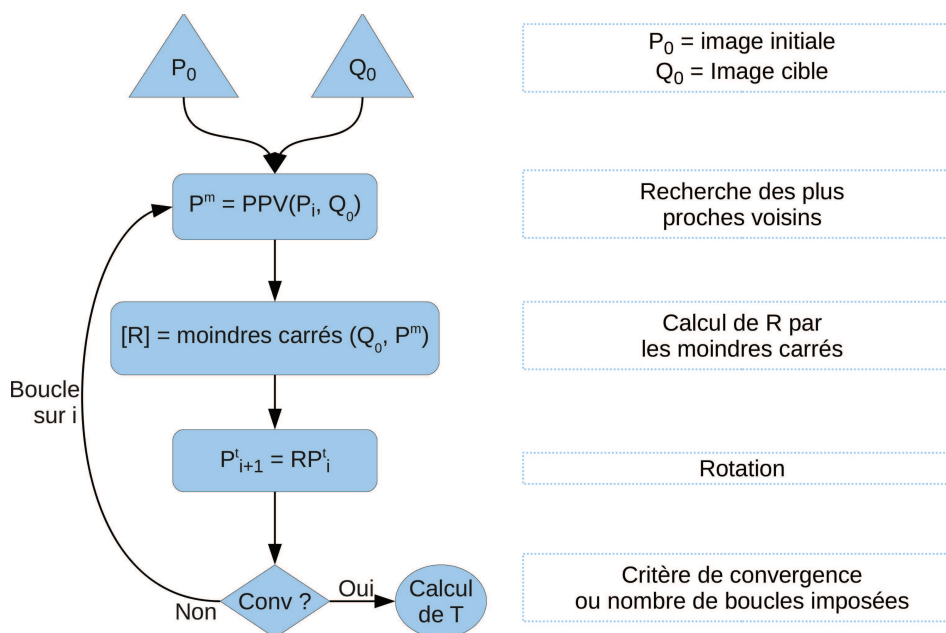 P₀
Q₀
P₀ = image initiale
Q₀ = Image cible
Pᵐ = PPV(Pᵢ, Q₀)
Recherche des plus
proches voisins
[R] = moindres carrés (Q₀, Pᵐ)
Calcul de R par
les moindres carrés
Boucle
sur i
Pᵗᵢ₊₁ = RPᵗᵢ
Rotation
Conv ?
Oui
Non
Calcul
de T
Critère de convergence
ou nombre de boucles imposées